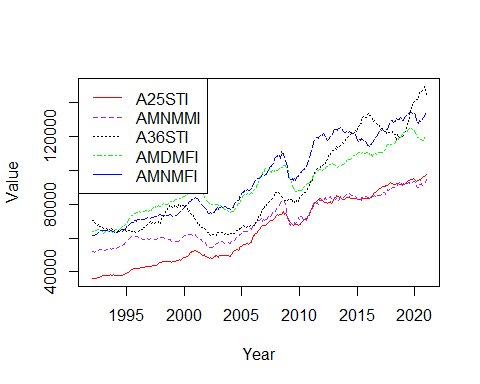 A25STI
AMNMMI
A36STI
AMDMFI
AMNMFI
Value
120000
80000
40000
1995 2000 2005 2010 2015 2020
Year